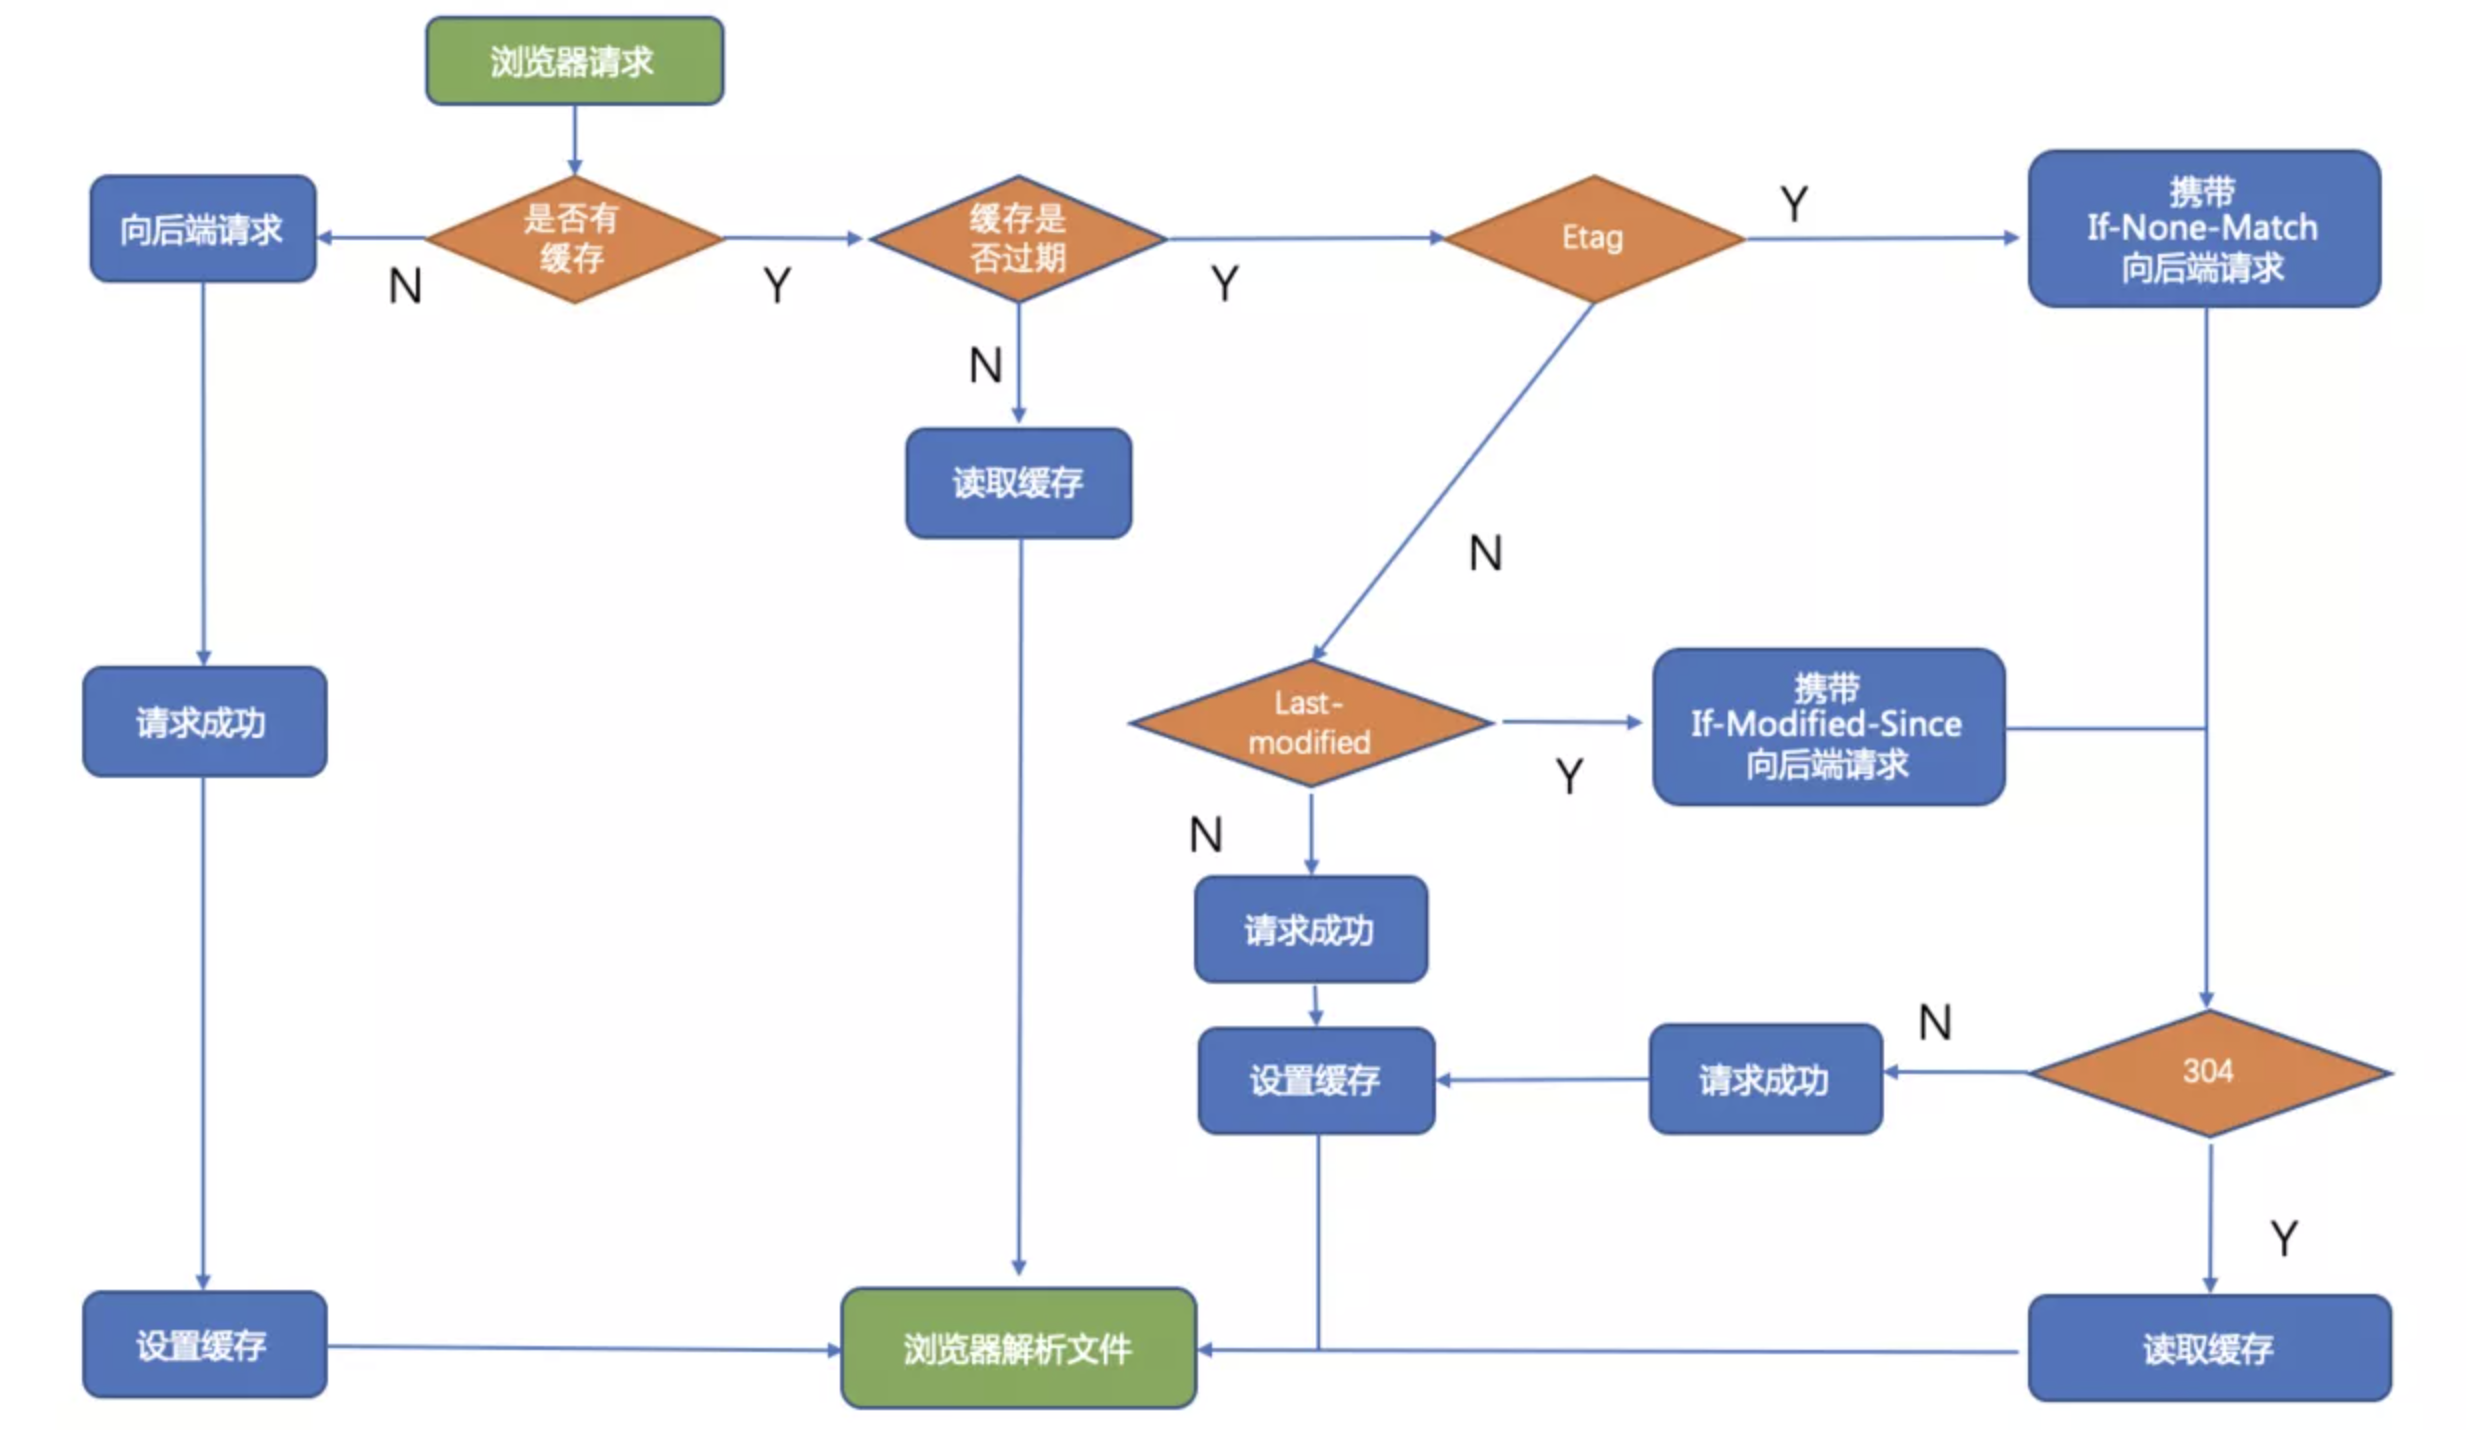 浏览器请求
向后端请求
是否有
缓存
缓存是
否过期
Etag
Y
携带
If-None-Match
向后端请求
N
Y
Y
N
读取缓存
N
请求成功
Last-
modified
Y
携带
If-Modified-Since
向后端请求
N
请求成功
设置缓存
请求成功
N
304
Y
设置缓存
浏览器解析文件
读取缓存